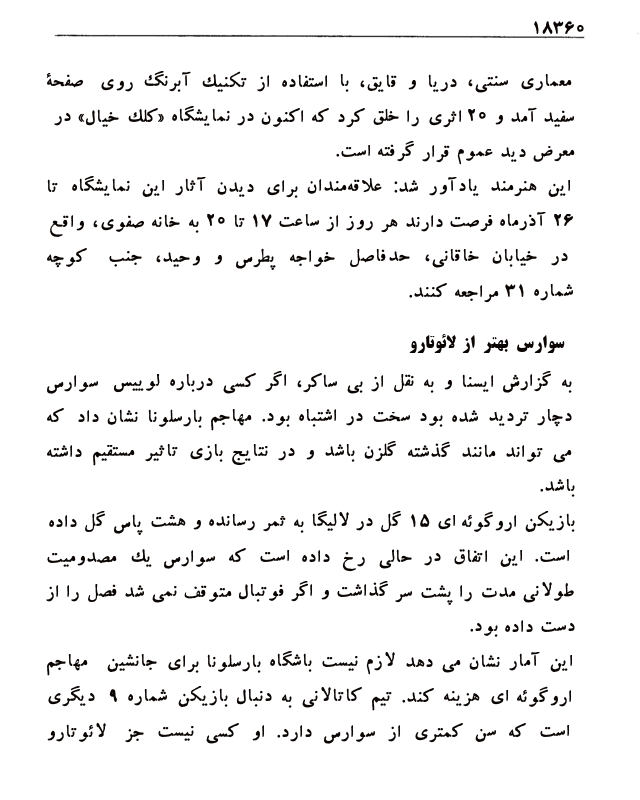 ۱۸۳۶۰
معماری سنتی، دریا و قایق، با استفاده از تکنیك آبرنگ روی صفحهٔ
سفید آمد و ۲۰ اثری را خلق کرد که اکنون در نمایشگاه «کلك خیال» در
معرض دید عموم قرار گرفته است.
این هنرمند یادآور شد: علاقه‌مندان برای دیدن آثار این نمایشگاه تا
۲۶ آذرماه فرصت دارند هر روز از ساعت ۱۷ تا ۲۰ به خانه صفوی، واقع
در خیابان خاقانی، حدفاصل خواجه پطرس و وحید، جنب کوچه
شماره ۳۱ مراجعه کنند.
سوارس بهتر از لائوتارو
به گزارش ایسنا و به نقل از بی ساکر، اگر کسی درباره لوییس سوارس
دچار تردید شده بود سخت در اشتباه بود. مهاجم بارسلونا نشان داد که
می تواند مانند گذشته گلزن باشد و در نتایج بازی تاثیر مستقیم داشته
باشد.
بازیکن اروگوئه ای ۱۵ گل در لالیگا به ثمر رسانده و هشت پاس گل داده
است. این اتفاق در حالی رخ داده است که سوارس یك مصدومیت
طولانی مدت را پشت سر گذاشت و اگر فوتبال متوقف نمی شد فصل را از
دست داده بود.
این آمار نشان می دهد لازم نیست باشگاه بارسلونا برای جانشین مهاجم
اروگوئه ای هزینه کند. تیم کاتالانی به دنبال بازیکن شماره ۹ دیگری
است که سن کمتری از سوارس دارد. او کسی نیست جز لائوتارو